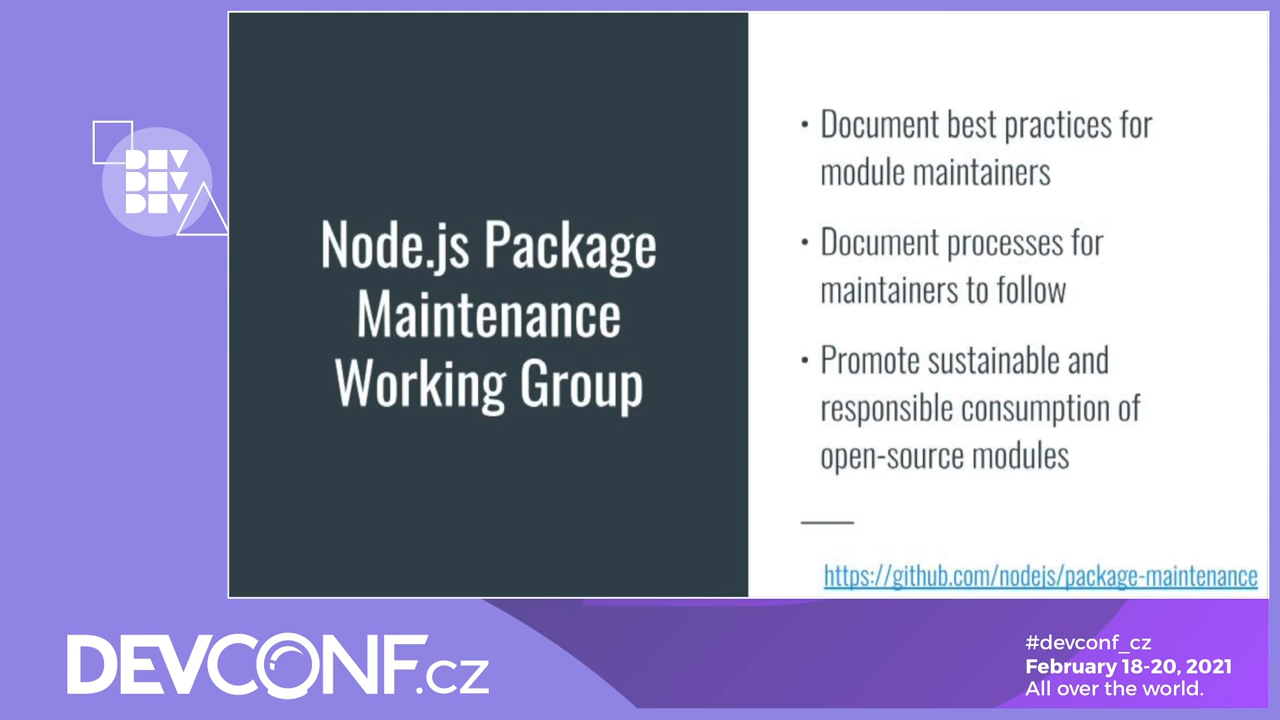 DEV
DEV
DEV
Node.js Package
Maintenance
Working Group
• Document best practices for
module maintainers
• Document processes for
maintainers to follow
• Promote sustainable and
responsible consumption of
open-source modules
https://github.com/nodejs/package-maintenance
DEVCONF.cz
#devconf_cz
February 18-20, 2021
All over the world.